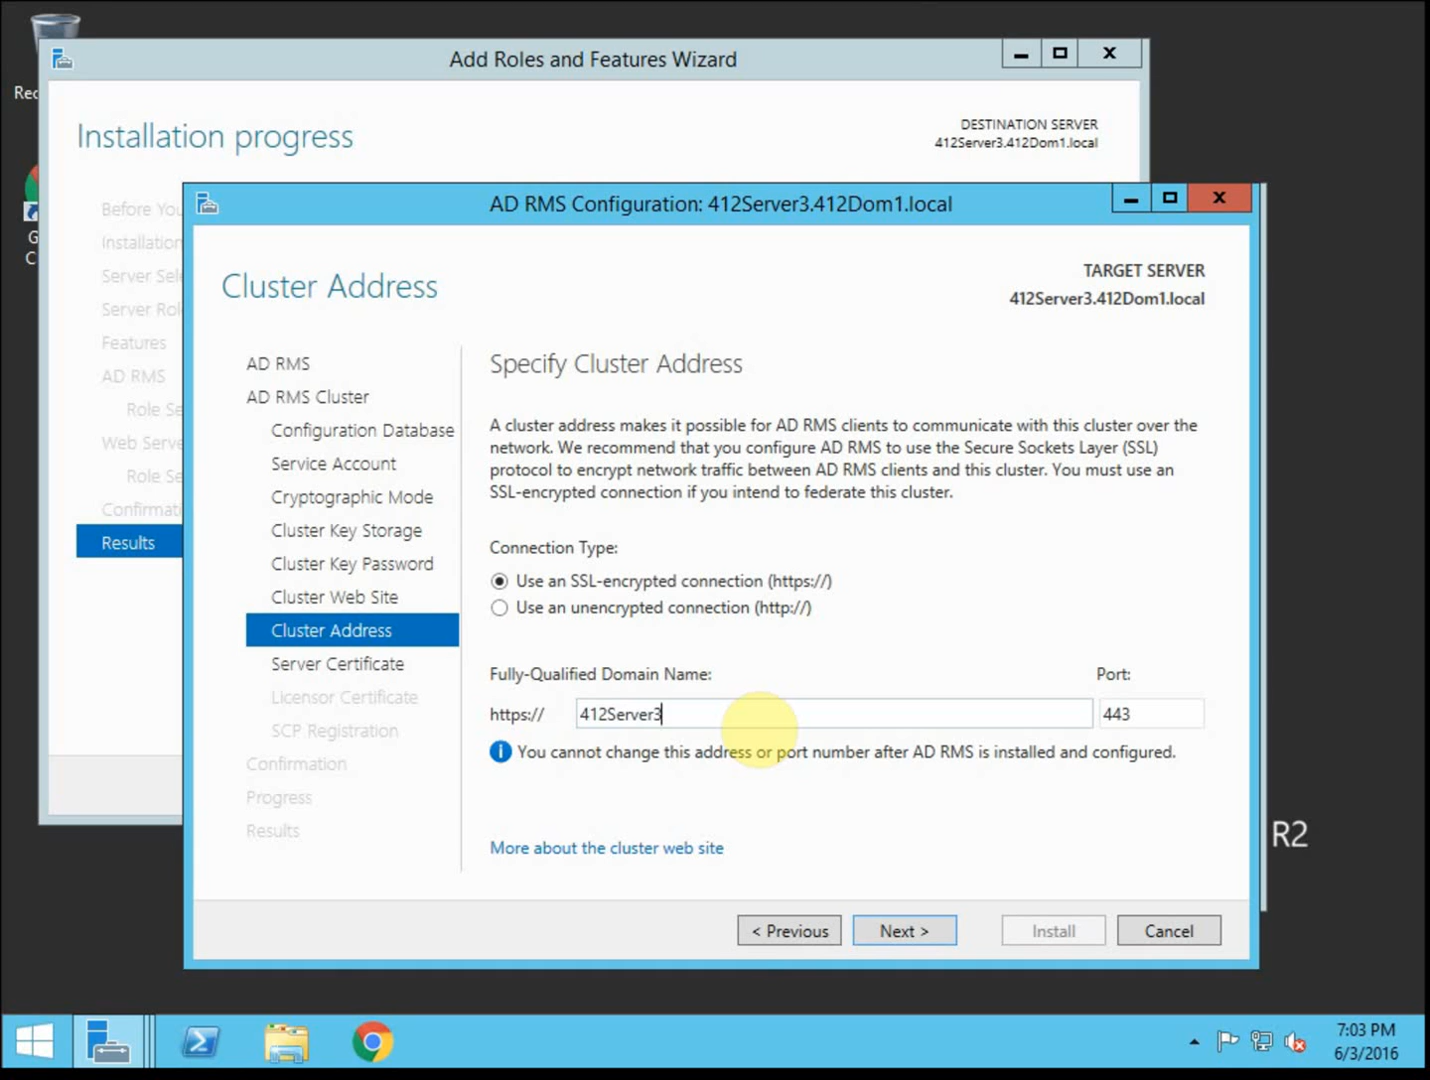 Add Roles and Features Wizard
Installation progress
DESTINATION SERVER
412Server3.412Dom1.local
Before
Installation
Server
Server
Features
AD RMS
Role
Web
Role
Results
AD RMS Configuration: 412Server3.412Dom1.local
Cluster Address
TARGET SERVER
412Server3.412Dom1.local
AD RMS
AD RMS Cluster
Configuration Database
Service Account
Cryptographic Mode
Cluster Key Storage
Cluster Key Password
Cluster Web Site
Cluster Address
Server Certificate
Licensor Certificate
SCP Registration
Confirmation
Progress
Results
Specify Cluster Address
A cluster address makes it possible for AD RMS clients to communicate with this cluster over the
network. We recommend that you configure AD RMS to use the Secure Sockets Layer (SSL)
protocol to encrypt network traffic between AD RMS clients and this cluster. You must use an
SSL-encrypted connection if you intend to federate this cluster.
Connection Type:
Use an SSL-encrypted connection (https://)
Use an unencrypted connection (http://)
Fully-Qualified Domain Name: Port:
https:// 412Server3 443
You cannot change this address or port number after AD RMS is installed and configured.
More about the cluster web site
< Previous Next > Install Cancel
R2
7:03 PM
6/3/2016